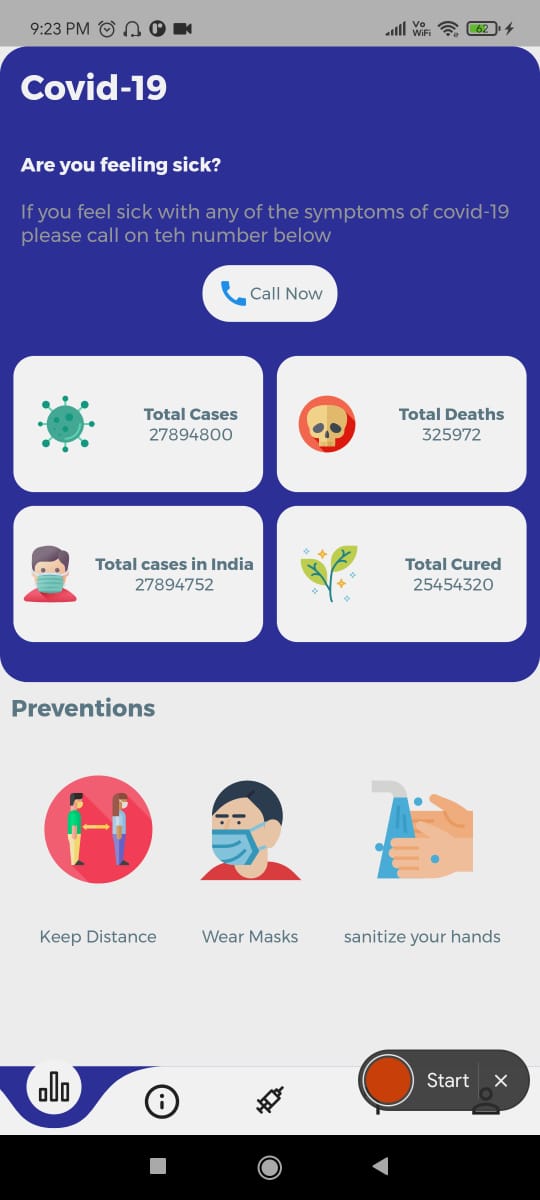 9:23 PM
Vo
WiFi
62
Covid-19
Are you feeling sick?
If you feel sick with any of the symptoms of covid-19
please call on teh number below
Call Now
Total Cases
27894800
Total Deaths
325972
Total cases in India
27894752
Total Cured
25454320
Preventions
Keep Distance
Wear Masks
sanitize your hands
Start